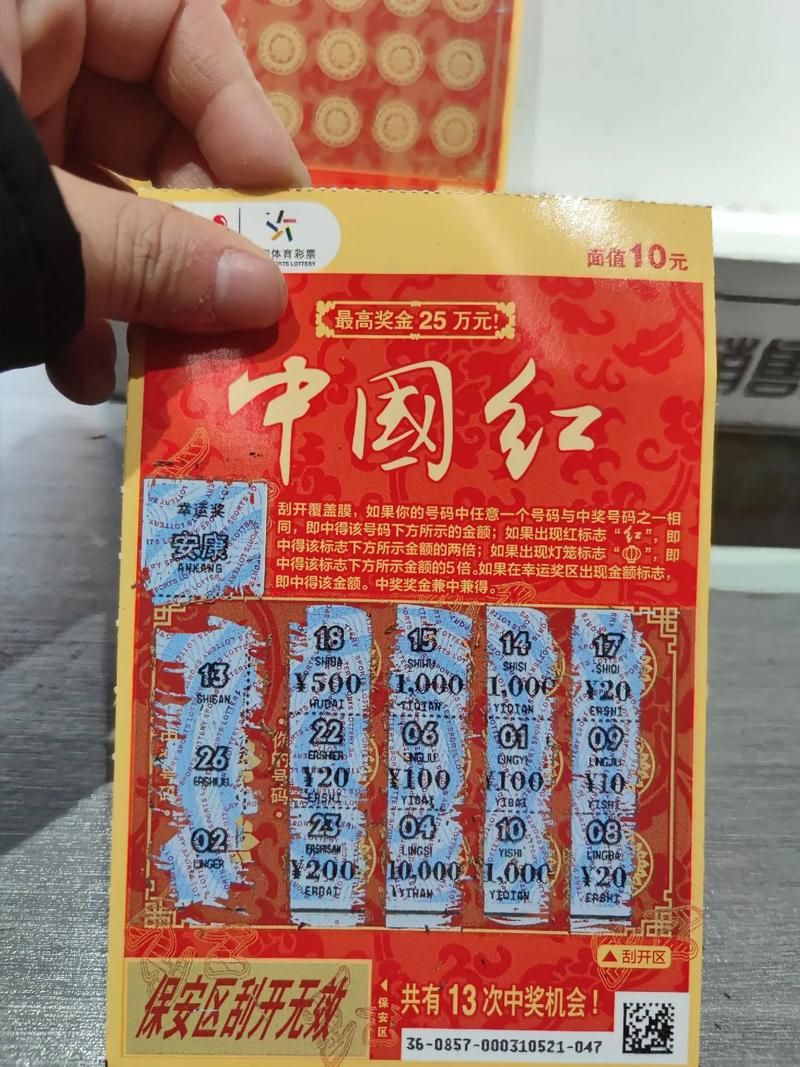 体育彩票
RTS LOTTERY
面值10元
最高奖金 25 万元!
中國红
幸运奖
安康
ANKANG
刮开覆盖膜，如果你的号码中任意一个号码与中奖号码之一相
同，即中得该号码下方所示的金额；如果出现红标志“红”，即
中得该标志下方所示金额的两倍；如果出现灯笼标志“”，即
中得该标志下方所示金额的5倍。如果在幸运奖区出现金额标志，
即中得该金额。中奖奖金兼中兼得。
13
SHISAN
26
ERSHILIU
02
LINGER
你的号码
18 15 14 17
SHIBA SHIWU SHISI SHIQI
¥500 1,000 1,000 ¥20
WUBAI YIQIAN YIQIAN ERSHI
22 06 01 09
ERSHIER LINGLIU LINGYI LINGJIU
¥20 ¥100 ¥100 ¥10
ERSHI YIBAI YIBAI YISHI
23 04 10 08
ERSHISAN LINGSI YISHI LINGBA
¥200 10,000 1,000 ¥20
ERBAI YIWAN YIQIAN ERSHI
▲刮开区
保安区刮开无效
保安区
共有 13 次中奖机会！
36-0857-000310521-047
销售